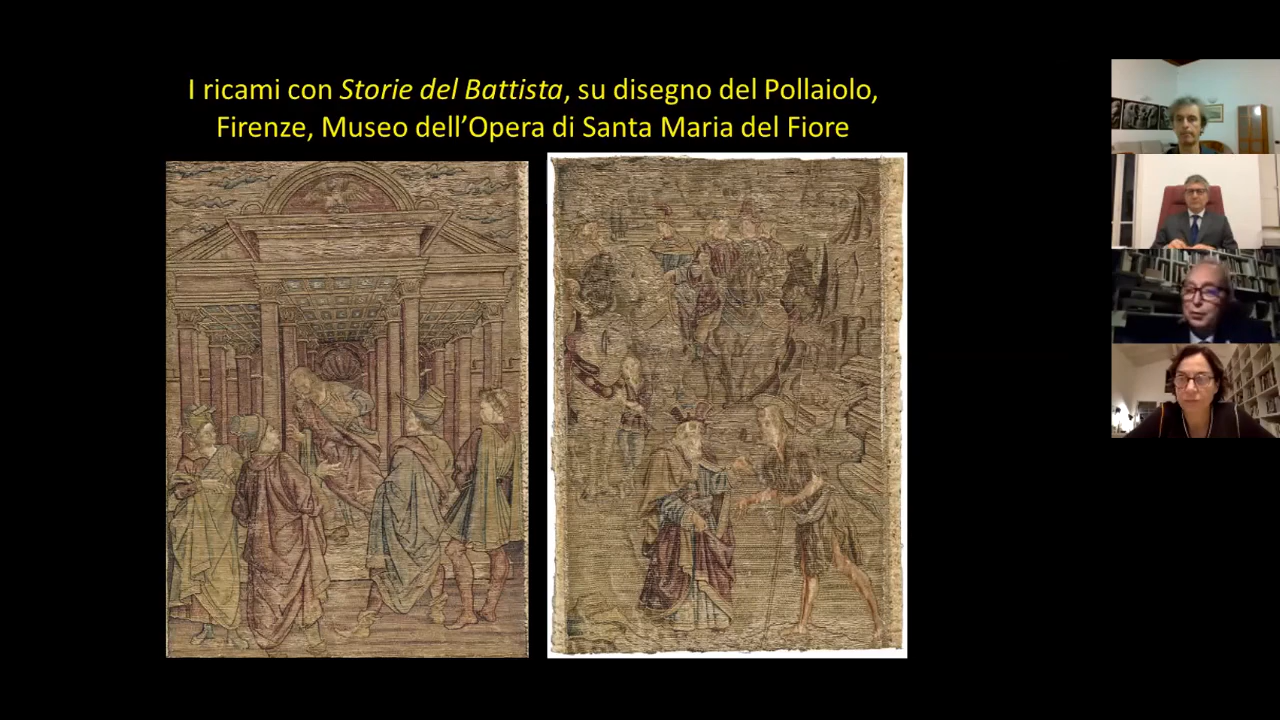 I ricami con Storie del Battista, su disegno del Pollaiolo,
Firenze, Museo dell’Opera di Santa Maria del Fiore